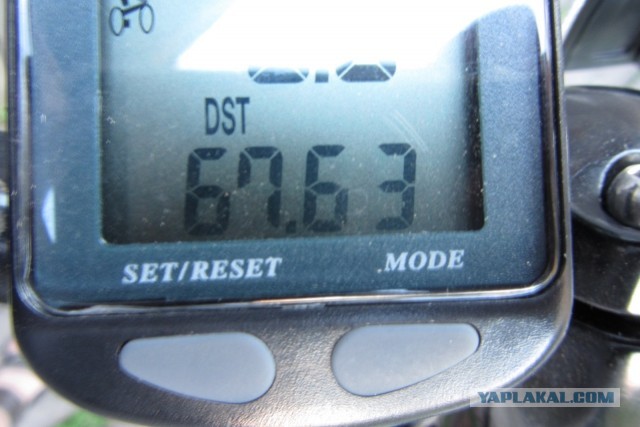 DST
67.63
SET/RESET
.MODE
YAPLAKAL.COM